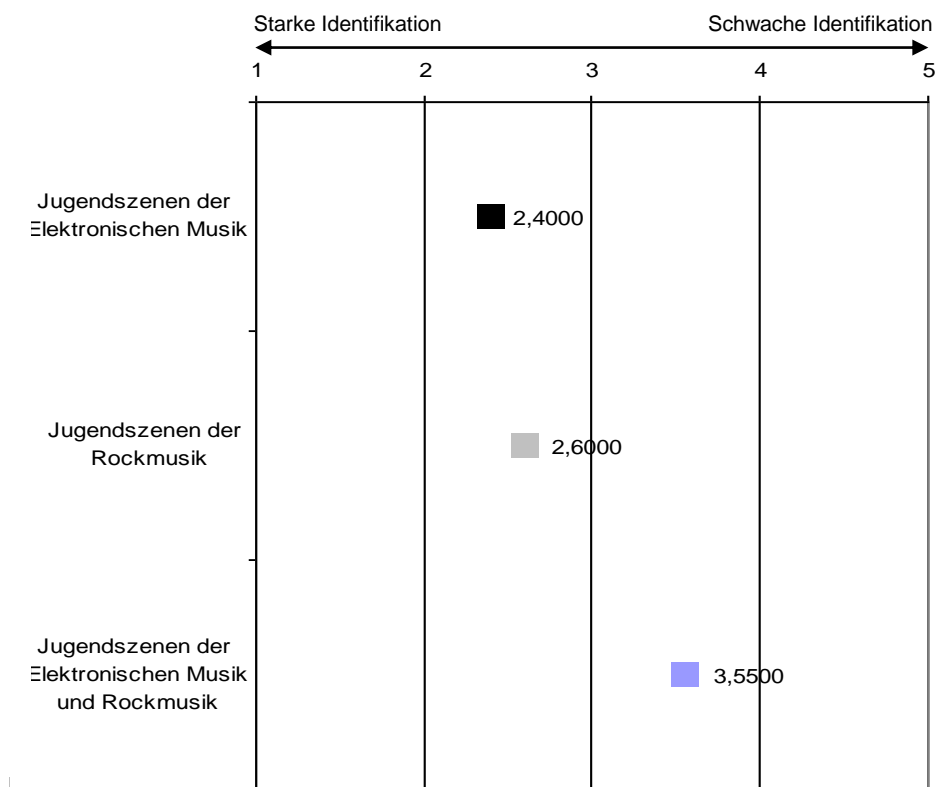 Starke Identifikation Schwache Identifikation
1 2 3 4 5
Jugendszenen der
Elektronischen Musik
2,4000
Jugendszenen der
Rockmusik
2,6000
Jugendszenen der
Elektronischen Musik
und Rockmusik
3,5500